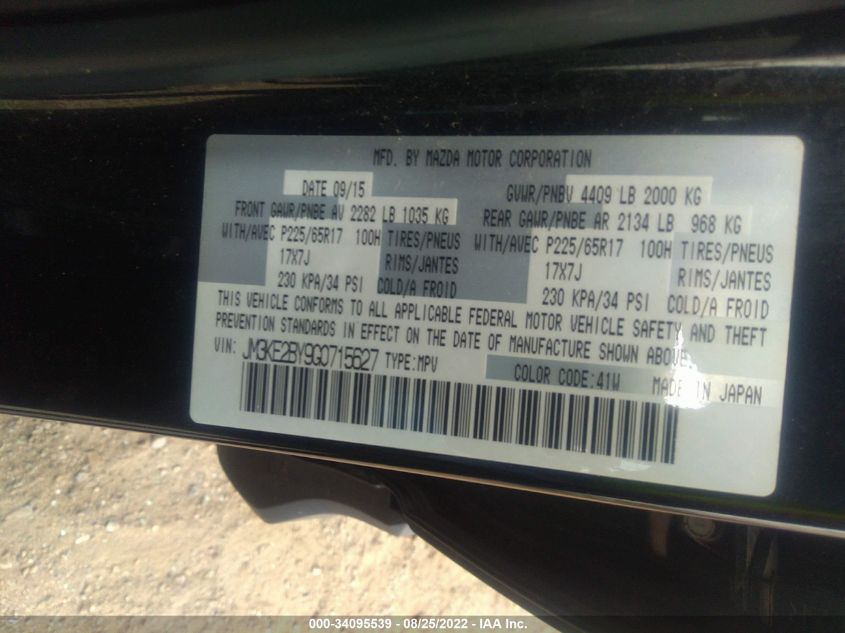 MFD. BY MAZDA MOTOR CORPORATION
DATE 09/15 GVWR/PNBV 4409 LB 2000 KG
FRONT GAWR/PNBE AV 2282 LB 1035 KG REAR GAWR/PNBE AR 2134 LB 968 KG
WITH/AVEC P225/65R17 100H TIRES/PNEUS WITH/AVEC P225/65R17 100H TIRES/PNEUS
17X7J RIMS/JANTES 17X7J RIMS/JANTES
230 KPA/34 PSI COLD/A FROID 230 KPA/34 PSI COLD/A FROID
THIS VEHICLE CONFORMS TO ALL APPLICABLE FEDERAL MOTOR VEHICLE SAFETY AND THEFT
PREVENTION STANDARDS IN EFFECT ON THE DATE OF MANUFACTURE SHOWN ABOVE.
VIN: JM3KE2BY9G0715627 TYPE:MPV COLOR CODE:41W MADE IN JAPAN
000-34095539 - 08/25/2022 - IAA Inc.